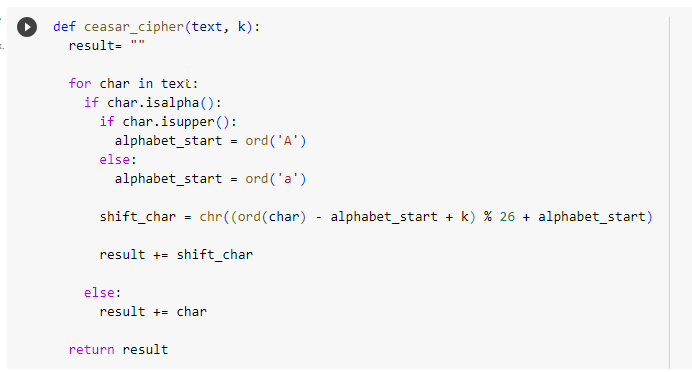 def ceasar_cipher(text, k):
  result= ""

  for char in text:
    if char.isalpha():
      if char.isupper():
        alphabet_start = ord('A')
      else:
        alphabet_start = ord('a')

      shift_char = chr((ord(char) - alphabet_start + k) % 26 + alphabet_start)

      result += shift_char

    else:
      result += char

  return result